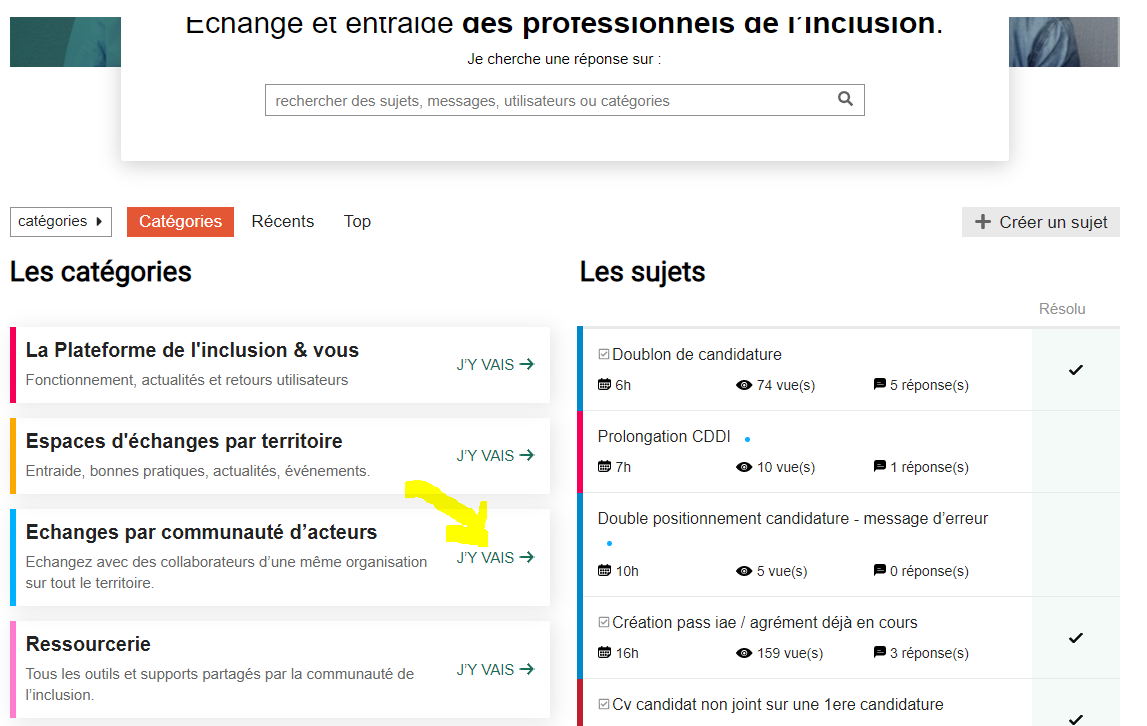 Echange et entraide des professionnels de l'inclusion.
Je cherche une réponse sur :
rechercher des sujets, messages, utilisateurs ou catégories
catégories
Catégories
Récents
Top
Créer un sujet
Les catégories
La Plateforme de l'inclusion & vous
Fonctionnement, actualités et retours utilisateurs
J'Y VAIS
Espaces d'échanges par territoire
Entraide, bonnes pratiques, actualités, événements.
J'Y VAIS
Echanges par communauté d’acteurs
Echangez avec des collaborateurs d’une même organisation
sur tout le territoire.
J'Y VAIS
Ressourcerie
Tous les outils et supports partagés par la communauté de
l’inclusion.
J'Y VAIS
Les sujets
Résolu
Doublon de candidature
6h 74 vue(s) 5 réponse(s)
Prolongation CDDI
7h 10 vue(s) 1 réponse(s)
Double positionnement candidature - message d’erreur
10h 5 vue(s) 0 réponse(s)
Création pass iae / agrément déjà en cours
16h 159 vue(s) 3 réponse(s)
Cv candidat non joint sur une 1ere candidature